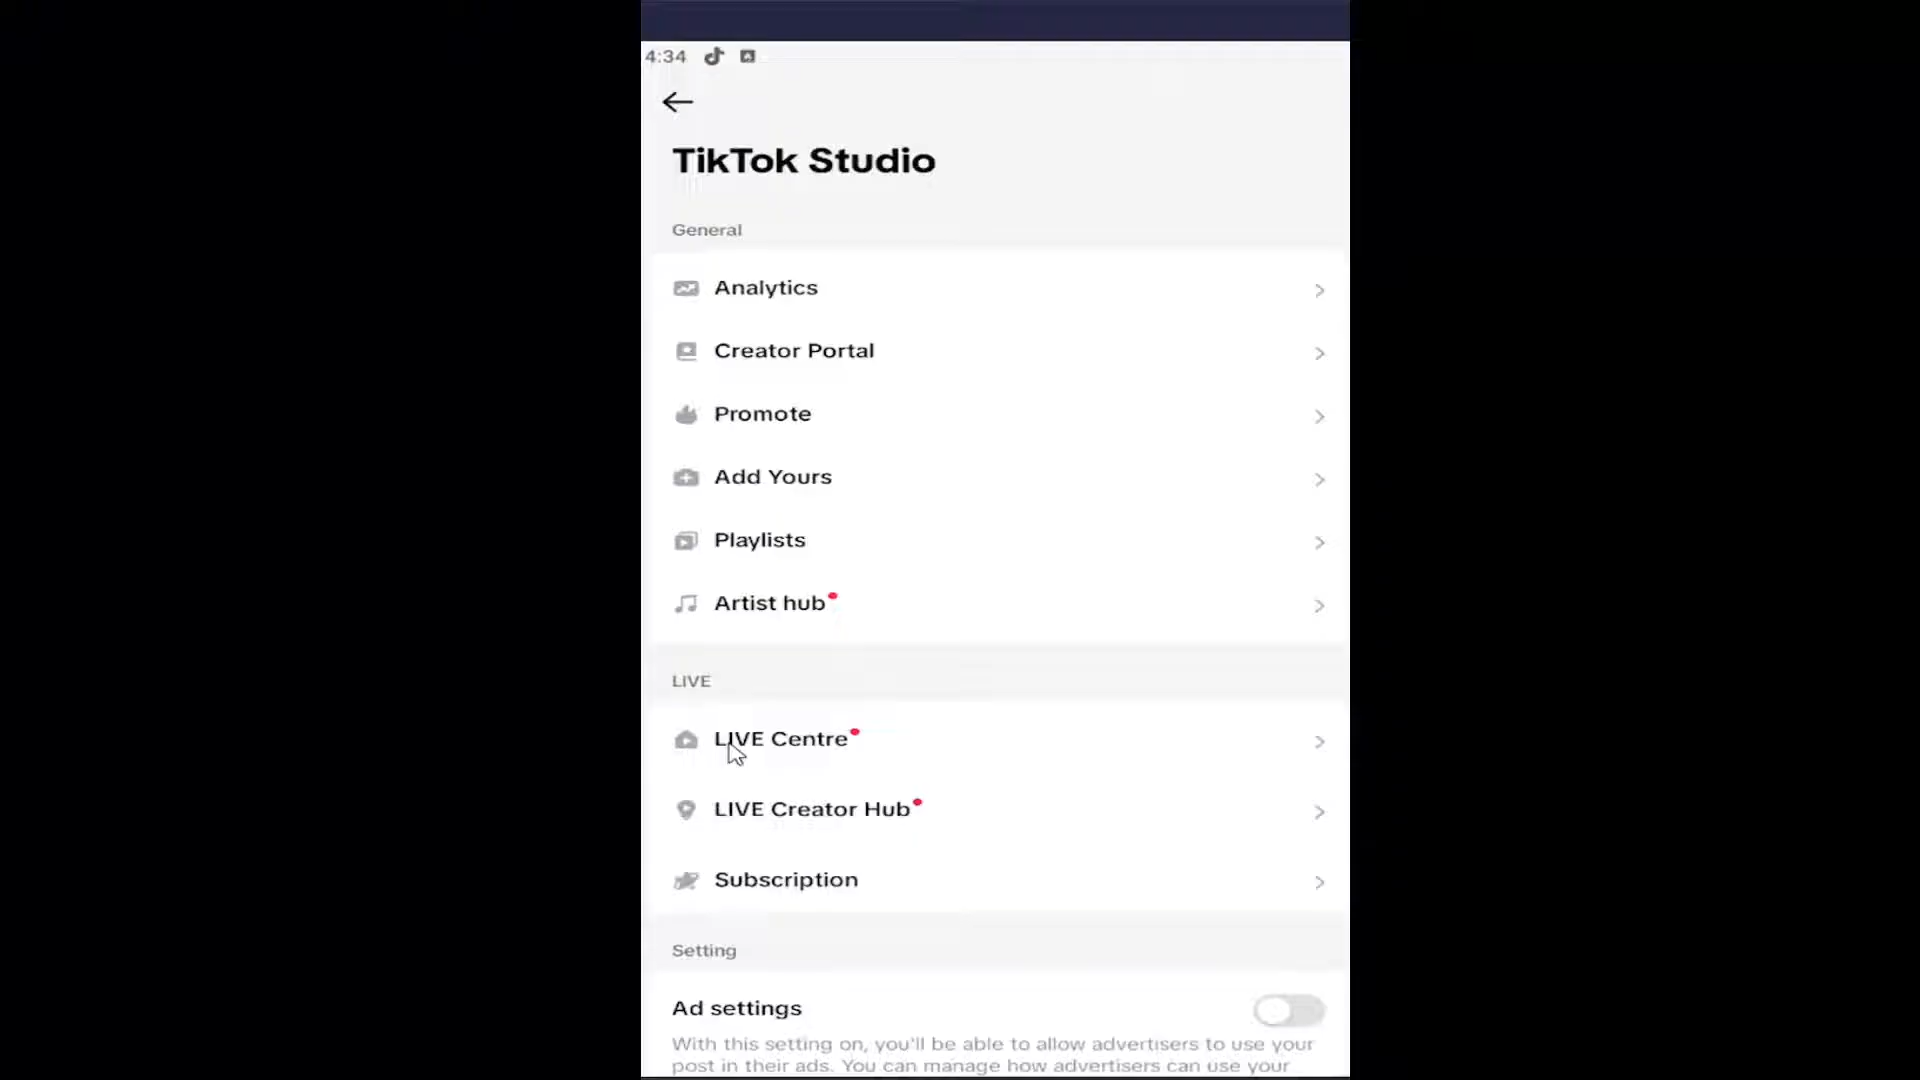 4:34
TikTok Studio
General
Analytics
Creator Portal
Promote
Add Yours
Playlists
Artist hub
LIVE
LIVE Centre
LIVE Creator Hub
Subscription
Setting
Ad settings
With this setting on, you'll be able to allow advertisers to use your
post in their ads. You can manage how advertisers can use your